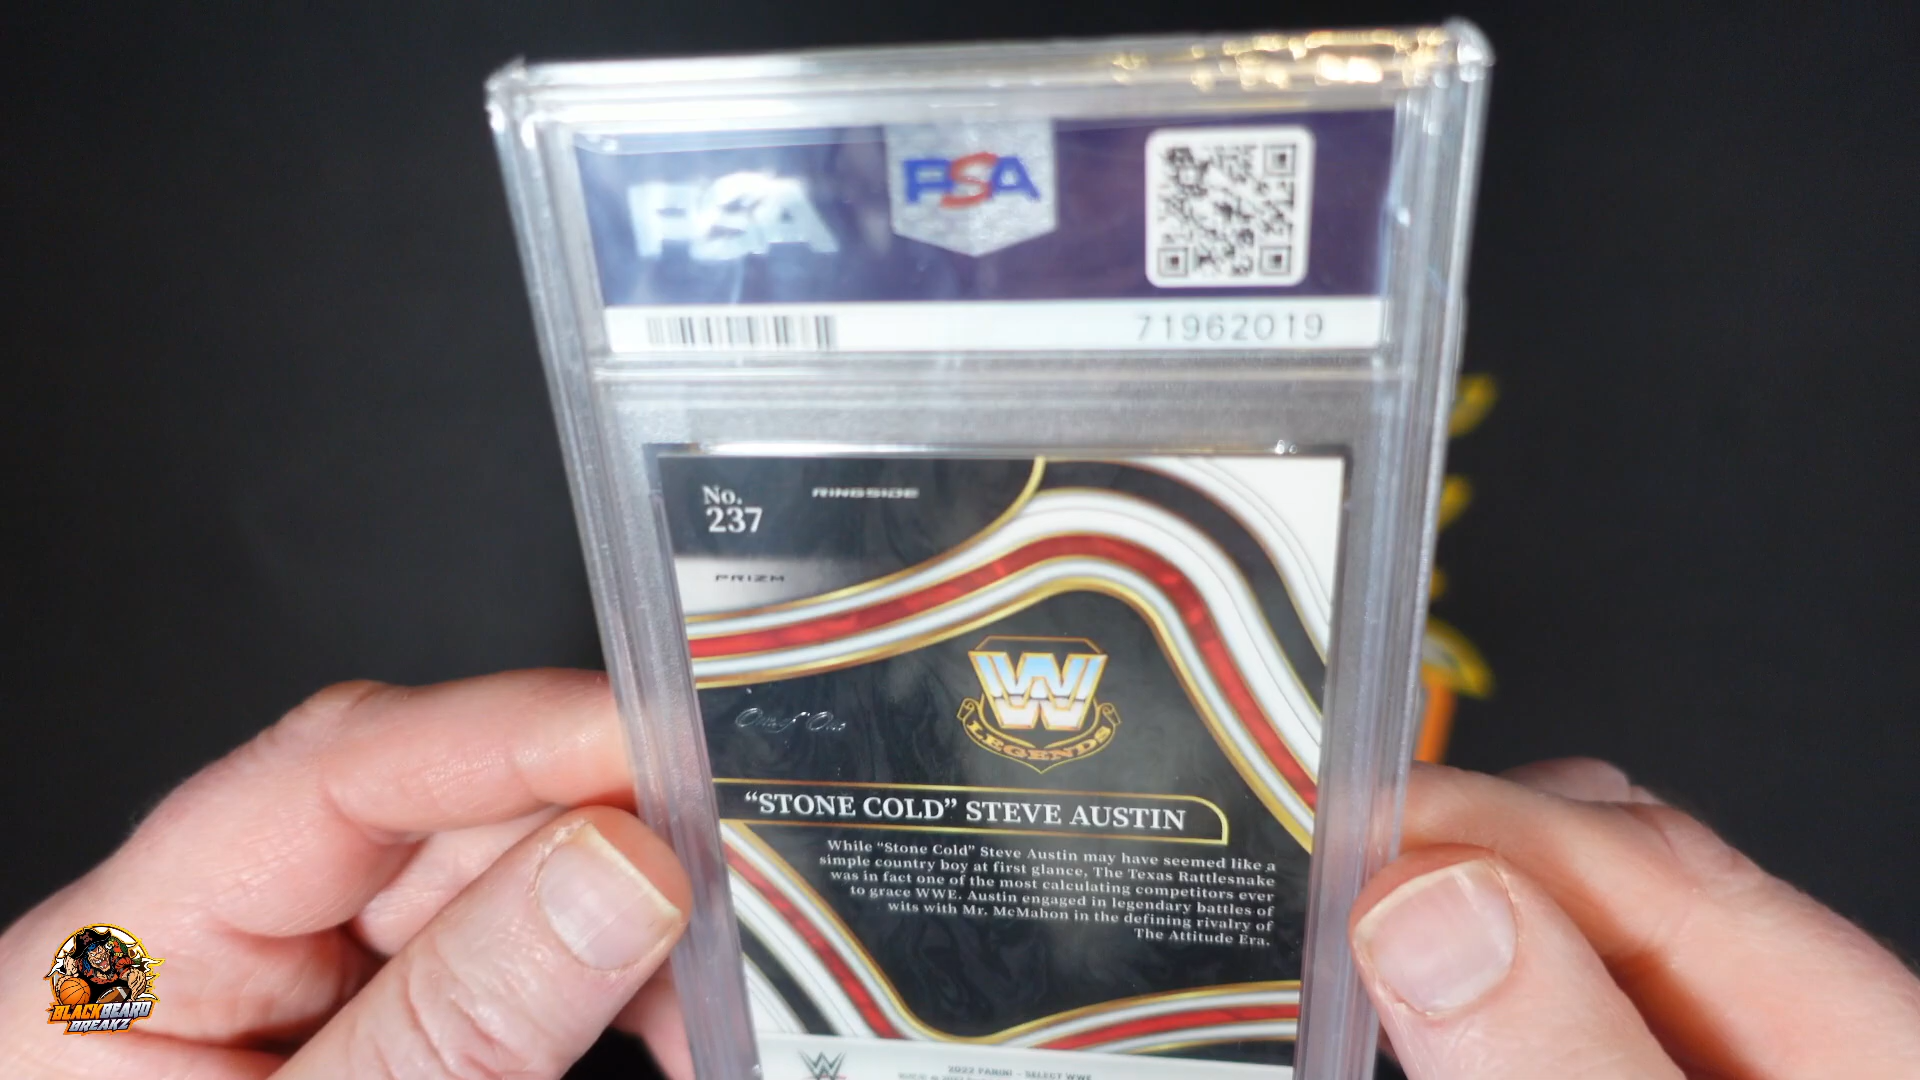 PSA
PSA
71962019
No.
237
RINGSIDE
PRIZM
One of One
LEGENDS
"STONE COLD" STEVE AUSTIN
While "Stone Cold" Steve Austin may have seemed like a
simple country boy at first glance, The Texas Rattlesnake
was in fact one of the most calculating competitors ever
to grace WWE. Austin engaged in legendary battles of
wits with Mr. McMahon in the defining rivalry of
The Attitude Era.
2022 PANINI - SELECT WWE
BLACKBEARD
BREAKZ